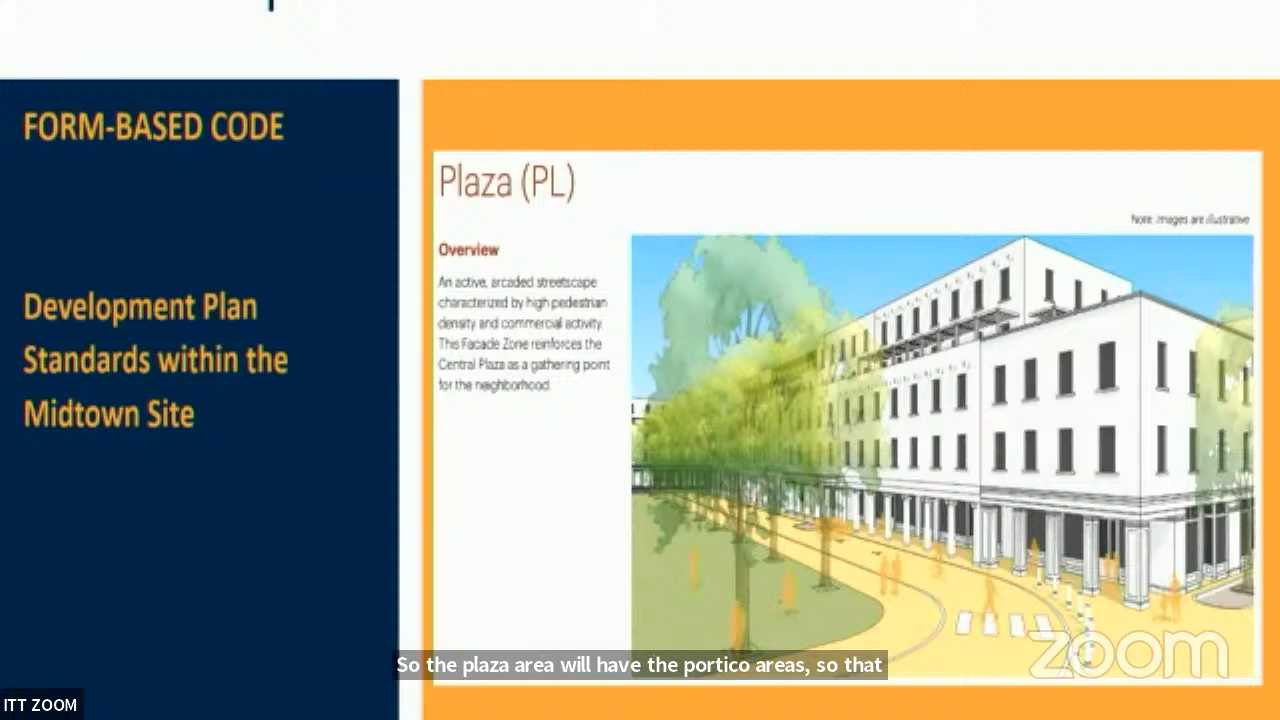 FORM-BASED CODE
Development Plan
Standards within the
Midtown Site
Plaza (PL)
Note: Images are illustrative
Overview
An active, arcaded streetscape
characterized by high pedestrian
density and commercial activity.
This Facade Zone reinforces the
Central Plaza as a gathering point
for the neighborhood.
So the plaza area will have the portico areas, so that
zoom
ITT ZOOM